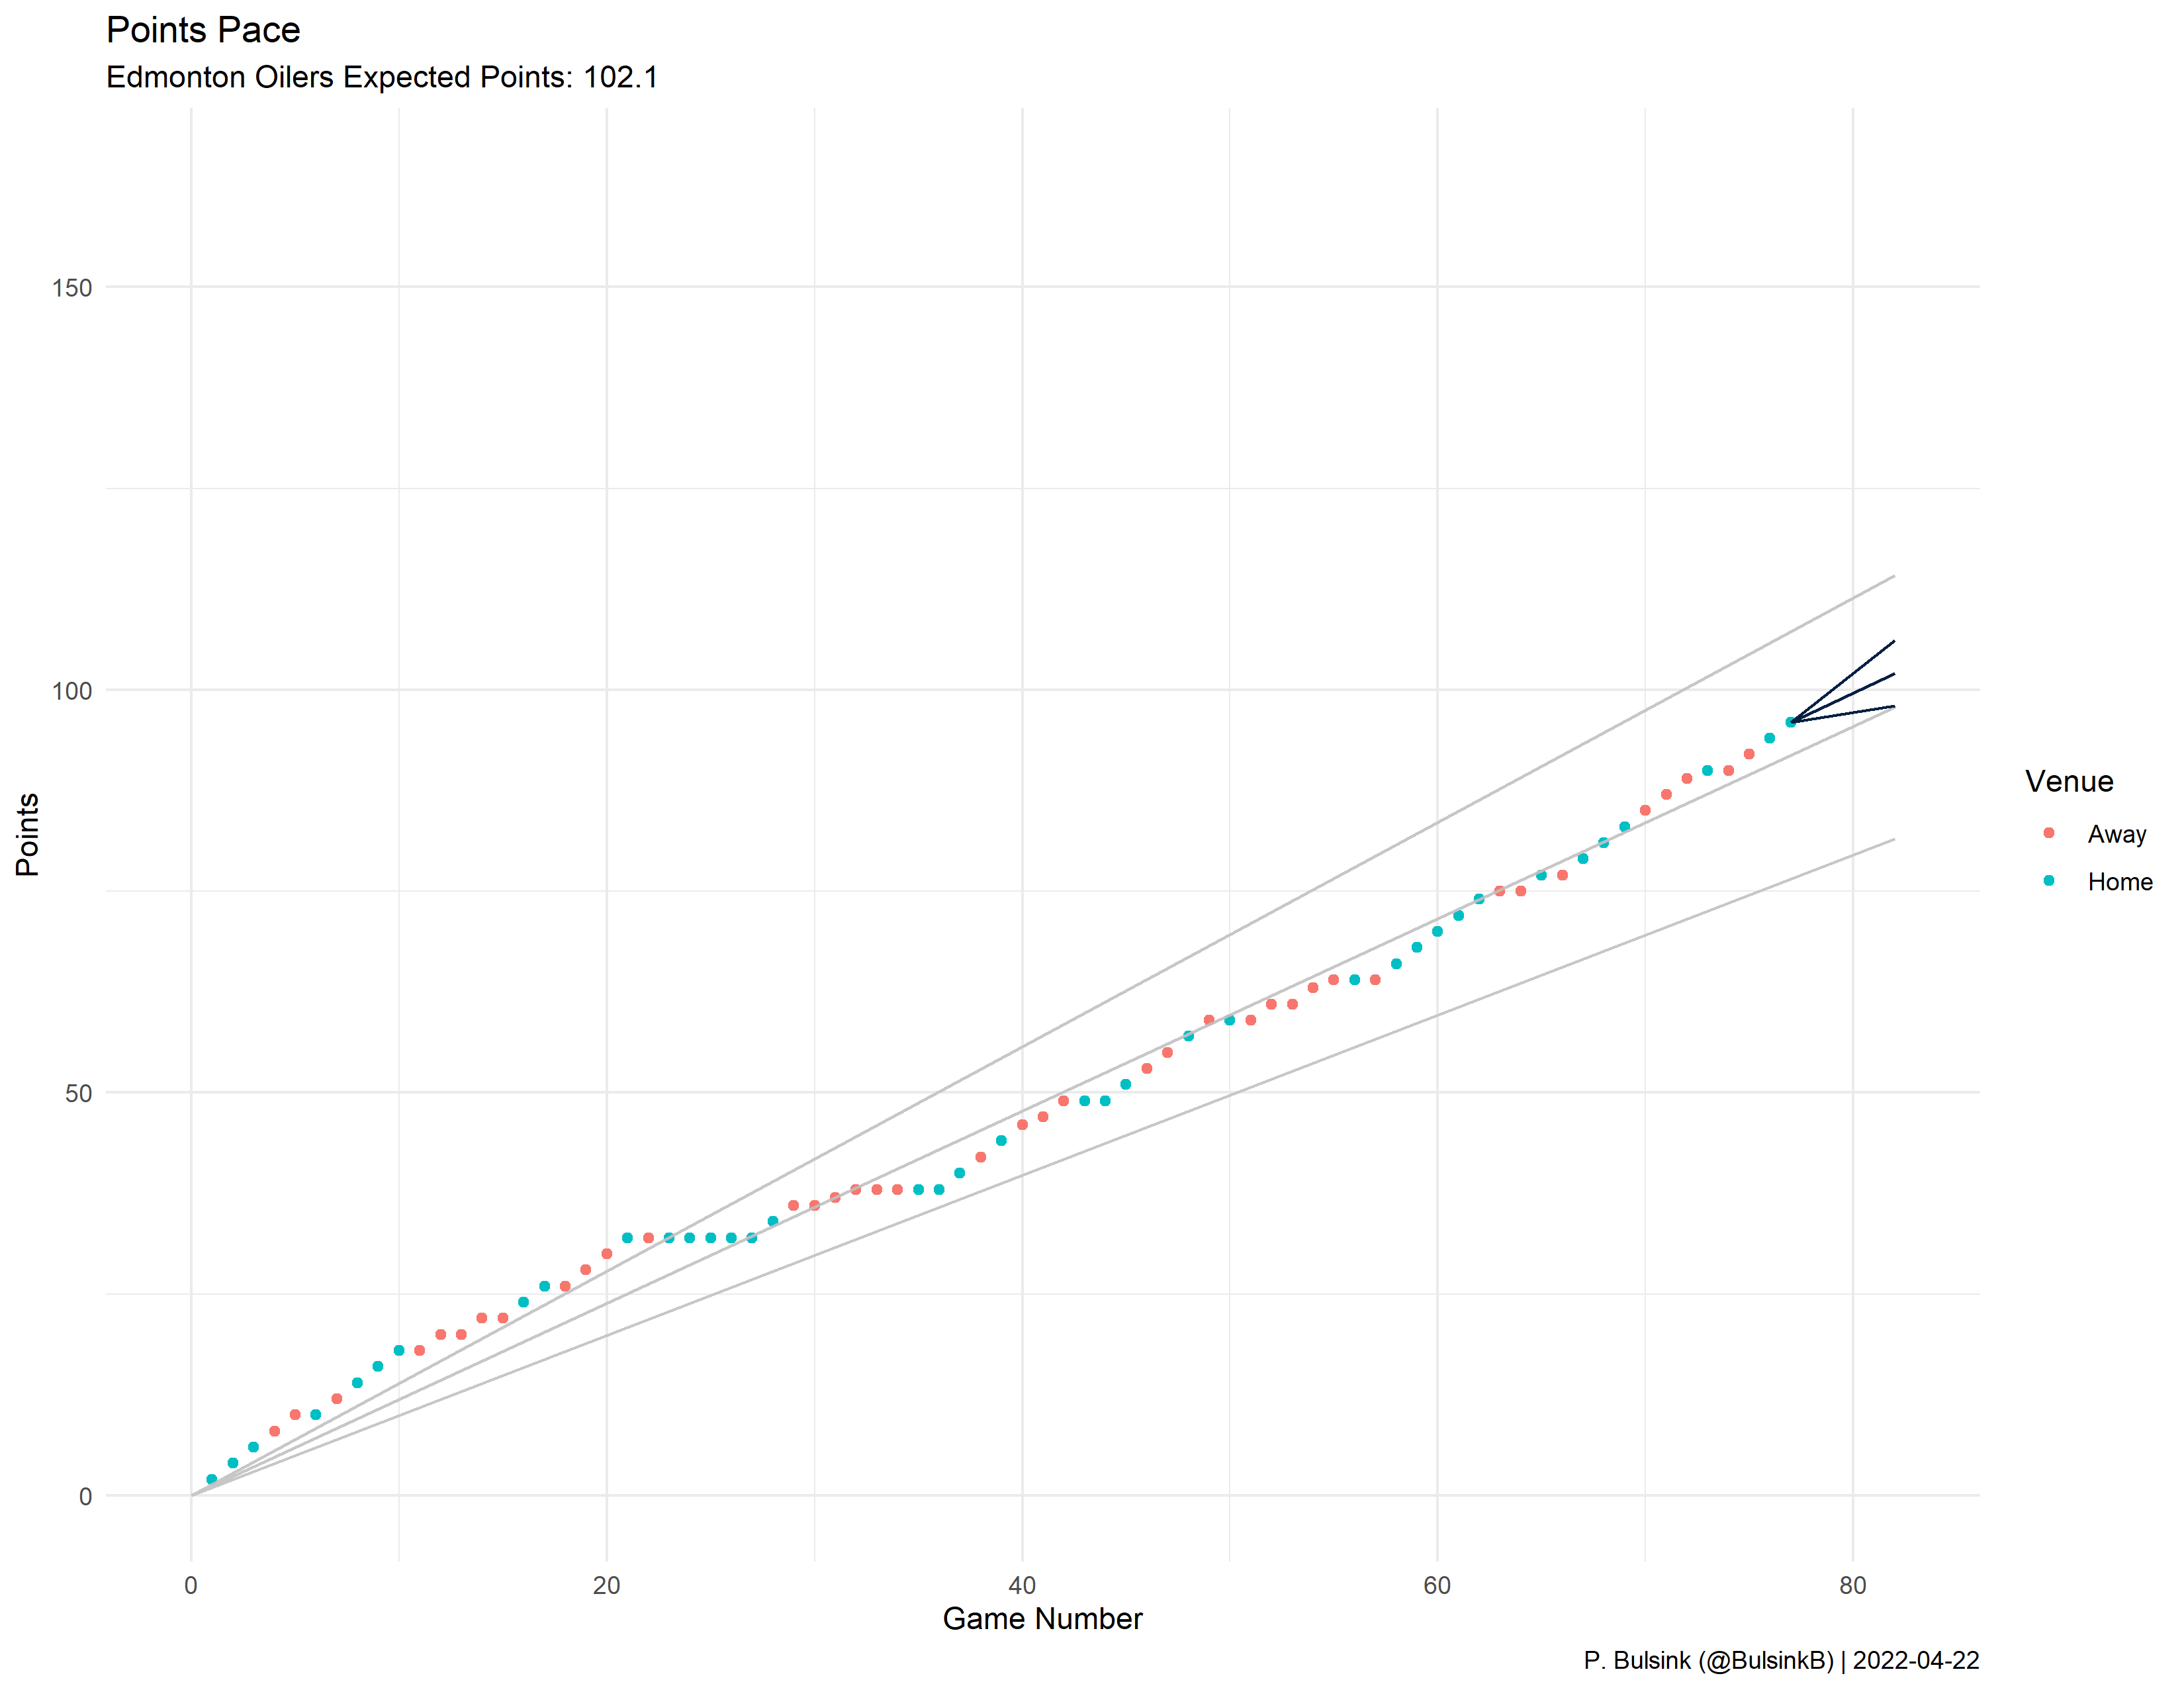 Points Pace
Edmonton Oilers Expected Points: 102.1
150
100
50
0
Points
0 20 40 60 80
Game Number
Venue
Away
Home
P. Bulsink (@BulsinkB) | 2022-04-22